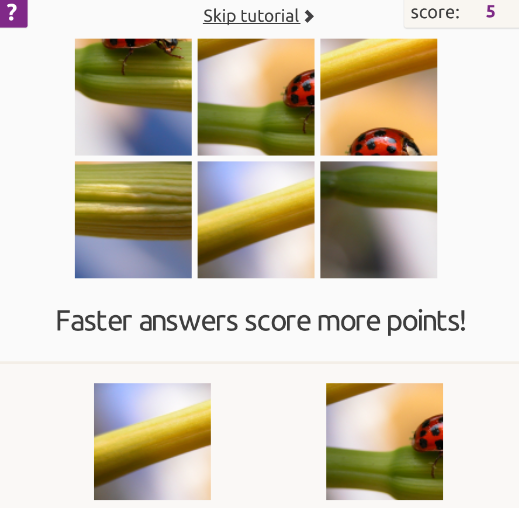 ?
Skip tutorial
score: 5
Faster answers score more points!